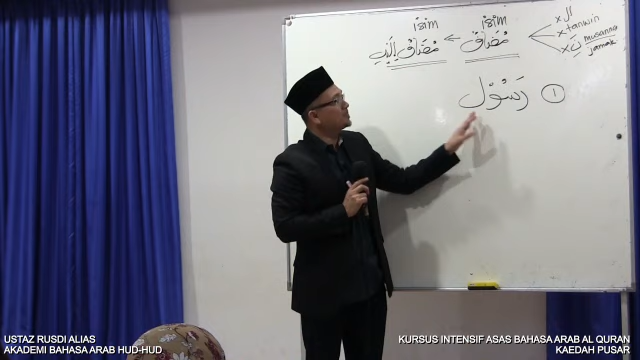 isim isim
مُضَافْ ← مُضَافْ إِلَيْهِ
x ال
x tanwin
x نَ musanna
jamak
① رَسُوْل
USTAZ RUSDI ALIAS
AKADEMI BAHASA ARAB HUD-HUD
KURSUS INTENSIF ASAS BAHASA ARAB AL QURAN
KAEDAH PUSAR